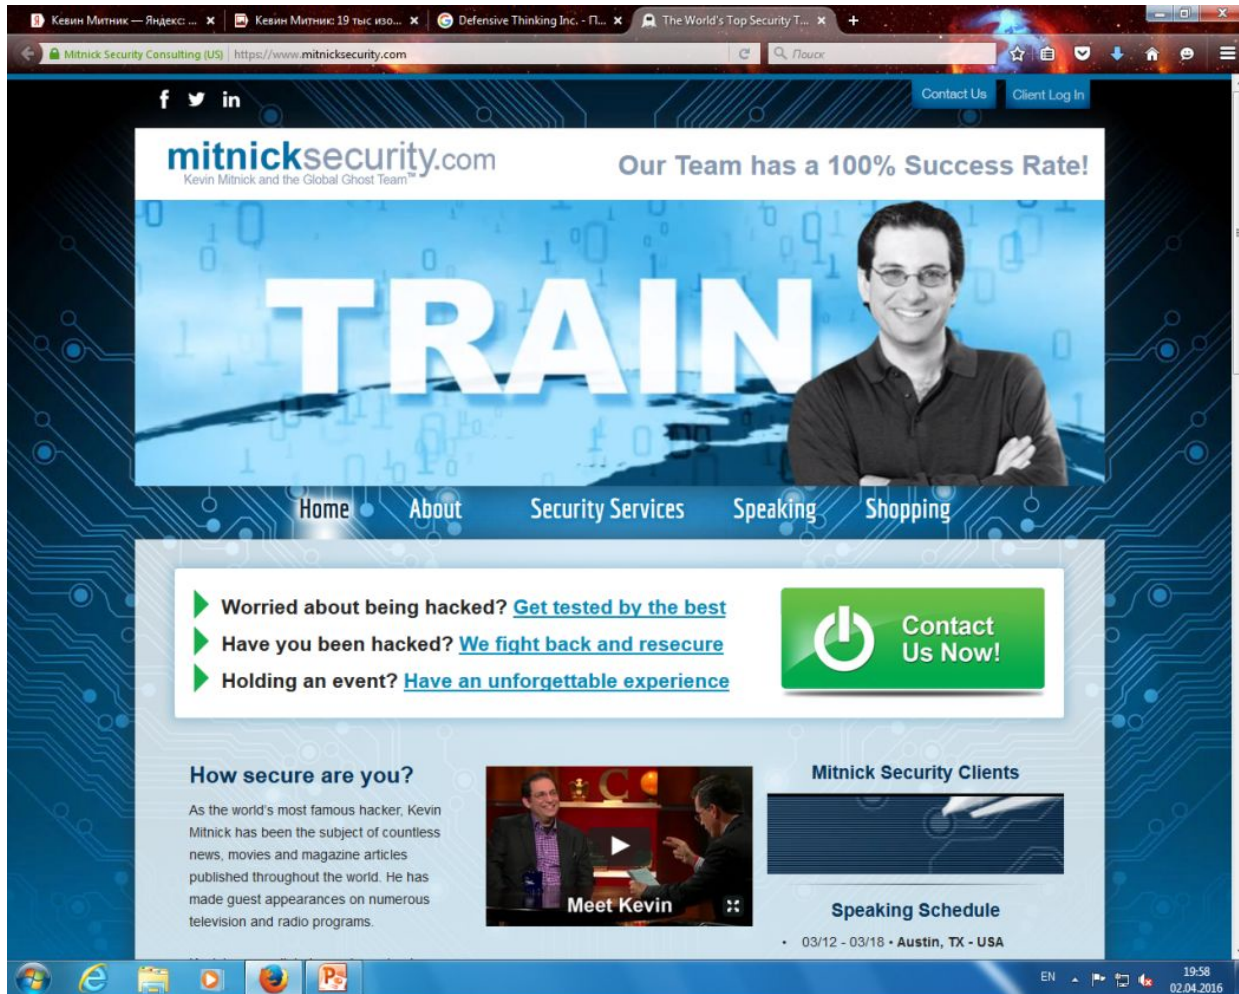 Кевин Митник — Яндекс: ...
Кевин Митник: 19 тыс изо...
Defensive Thinking Inc. - П...
The World's Top Security T...
Mitnick Security Consulting (US)
https://www.mitnicksecurity.com
Поиск
f in
Contact Us
Client Log In
mitnicksecurity.com
Kevin Mitnick and the Global Ghost Team™
Our Team has a 100% Success Rate!
TRAIN
Home About Security Services Speaking Shopping
Worried about being hacked? Get tested by the best
Have you been hacked? We fight back and resecure
Holding an event? Have an unforgettable experience
Contact
Us Now!
How secure are you?
As the world's most famous hacker, Kevin
Mitnick has been the subject of countless
news, movies and magazine articles
published throughout the world. He has
made guest appearances on numerous
television and radio programs.
Meet Kevin
Mitnick Security Clients
Speaking Schedule
• 03/12 - 03/18 • Austin, TX - USA
EN
19:58
02.04.2016